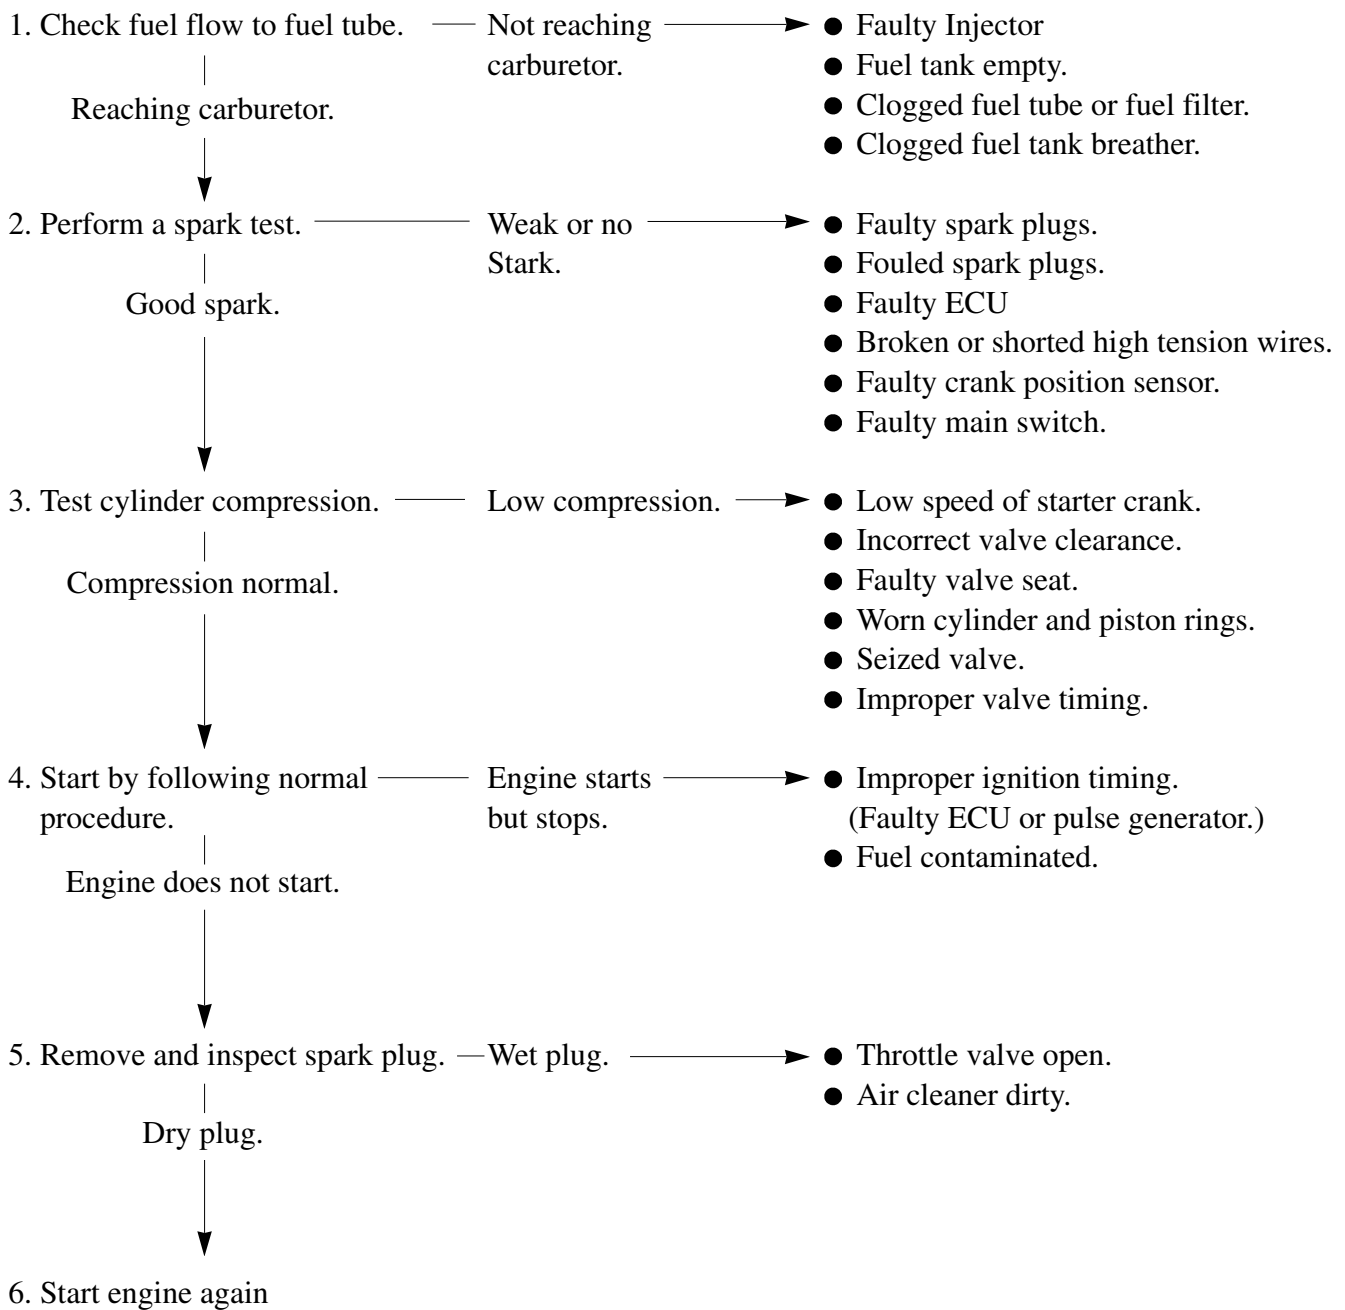 1. Check fuel flow to fuel tube.
Not reaching
carburetor.
● Faulty Injector
● Fuel tank empty.
● Clogged fuel tube or fuel filter.
● Clogged fuel tank breather.
Reaching carburetor.
2. Perform a spark test.
Weak or no
Stark.
● Faulty spark plugs.
● Fouled spark plugs.
● Faulty ECU
● Broken or shorted high tension wires.
● Faulty crank position sensor.
● Faulty main switch.
Good spark.
3. Test cylinder compression.
Low compression.
● Low speed of starter crank.
● Incorrect valve clearance.
● Faulty valve seat.
● Worn cylinder and piston rings.
● Seized valve.
● Improper valve timing.
Compression normal.
4. Start by following normal
procedure.
Engine starts
but stops.
● Improper ignition timing.
(Faulty ECU or pulse generator.)
● Fuel contaminated.
Engine does not start.
5. Remove and inspect spark plug.
Wet plug.
● Throttle valve open.
● Air cleaner dirty.
Dry plug.
6. Start engine again